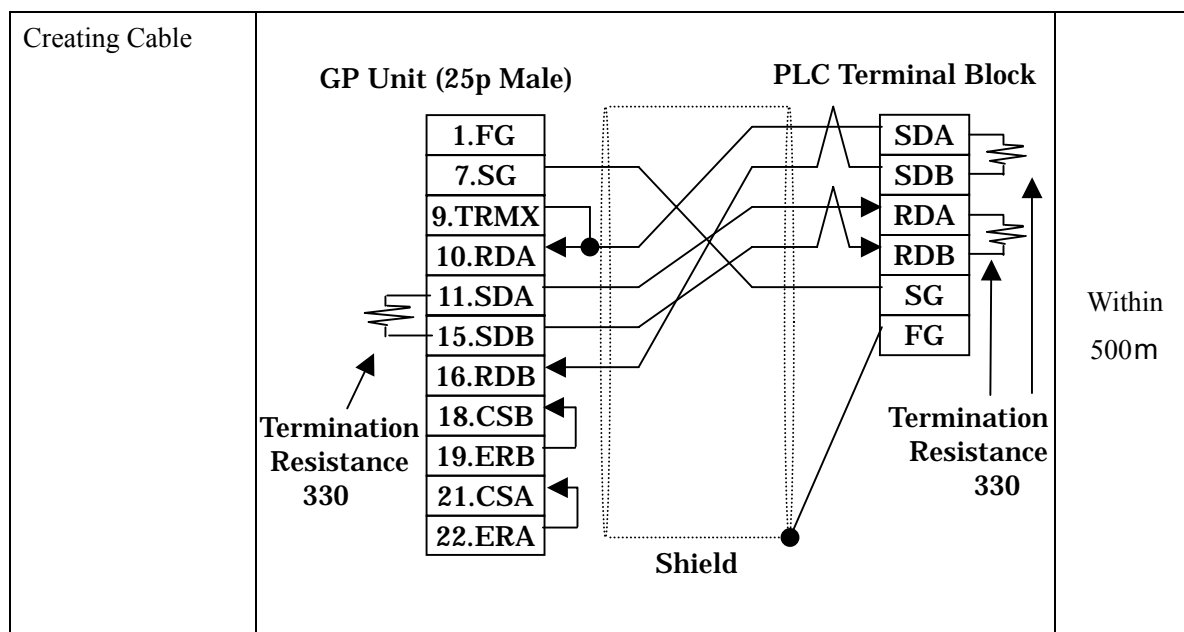 Creating Cable
GP Unit (25p Male)
PLC Terminal Block
1.FG
7.SG
9.TRMX
10.RDA
11.SDA
15.SDB
16.RDB
18.CSB
19.ERB
21.CSA
22.ERA
Termination
Resistance
330
Shield
SDA
SDB
RDA
RDB
SG
FG
Termination
Resistance
330
Within
500m